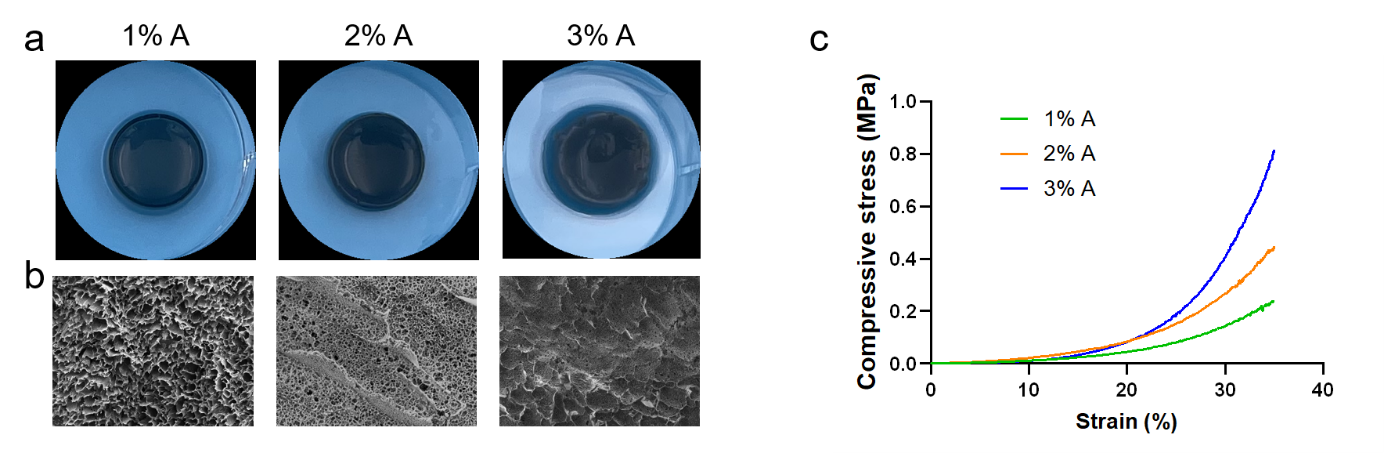 a
1% A
2% A
3% A
b
c
Compressive stress (MPa)
1.0
0.8
0.6
0.4
0.2
0.0
1% A
2% A
3% A
0
10
20
30
40
Strain (%)